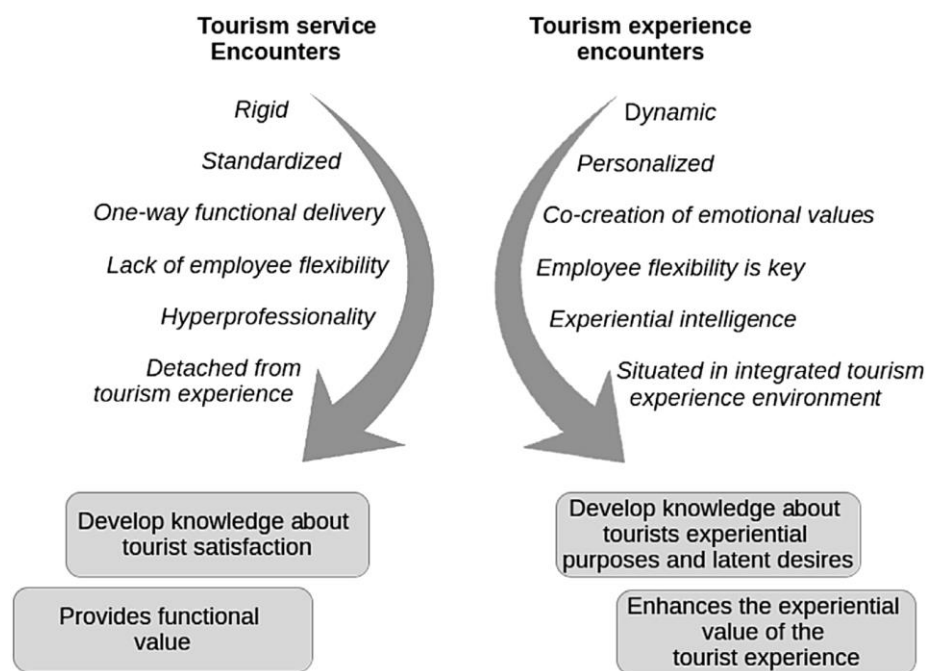 Tourism service
Encounters
Rigid
Standardized
One-way functional delivery
Lack of employee flexibility
Hyperprofessionality
Detached from
tourism experience
Develop knowledge about
tourist satisfaction
Provides functional
value
Tourism experience
encounters
Dynamic
Personalized
Co-creation of emotional values
Employee flexibility is key
Experiential intelligence
Situated in integrated tourism
experience environment
Develop knowledge about
tourists experiential
purposes and latent desires
Enhances the experiential
value of the
tourist experience